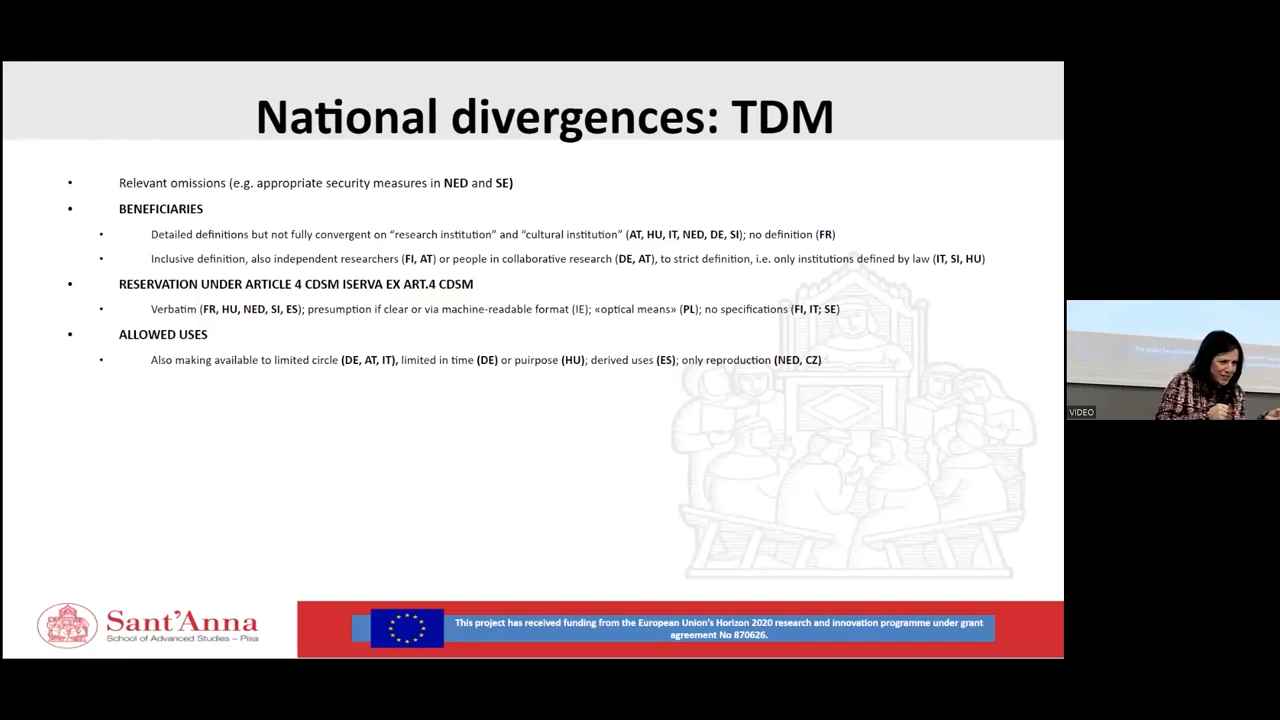 National divergences: TDM
• Relevant omissions (e.g. appropriate security measures in NED and SE)
• BENEFICIARIES
• Detailed definitions but not fully convergent on “research institution” and “cultural institution” (AT, HU, IT, NED, DE, SI); no definition (FR)
• Inclusive definition, also independent researchers (FI, AT) or people in collaborative research (DE, AT), to strict definition, i.e. only institutions defined by law (IT, SI, HU)
• RESERVATION UNDER ARTICLE 4 CDSM ISERVA EX ART.4 CDSM
• Verbatim (FR, HU, NED, SI, ES); presumption if clear or via machine-readable format (IE); «optical means» (PL); no specifications (FI, IT; SE)
• ALLOWED USES
• Also making available to limited circle (DE, AT, IT), limited in time (DE) or puirpose (HU); derived uses (ES); only reproduction (NED, CZ)
VIDEO
Sant'Anna
School of Advanced Studies – Pisa
This project has received funding from the European Union's Horizon 2020 research and innovation programme under grant
agreement No 870626.